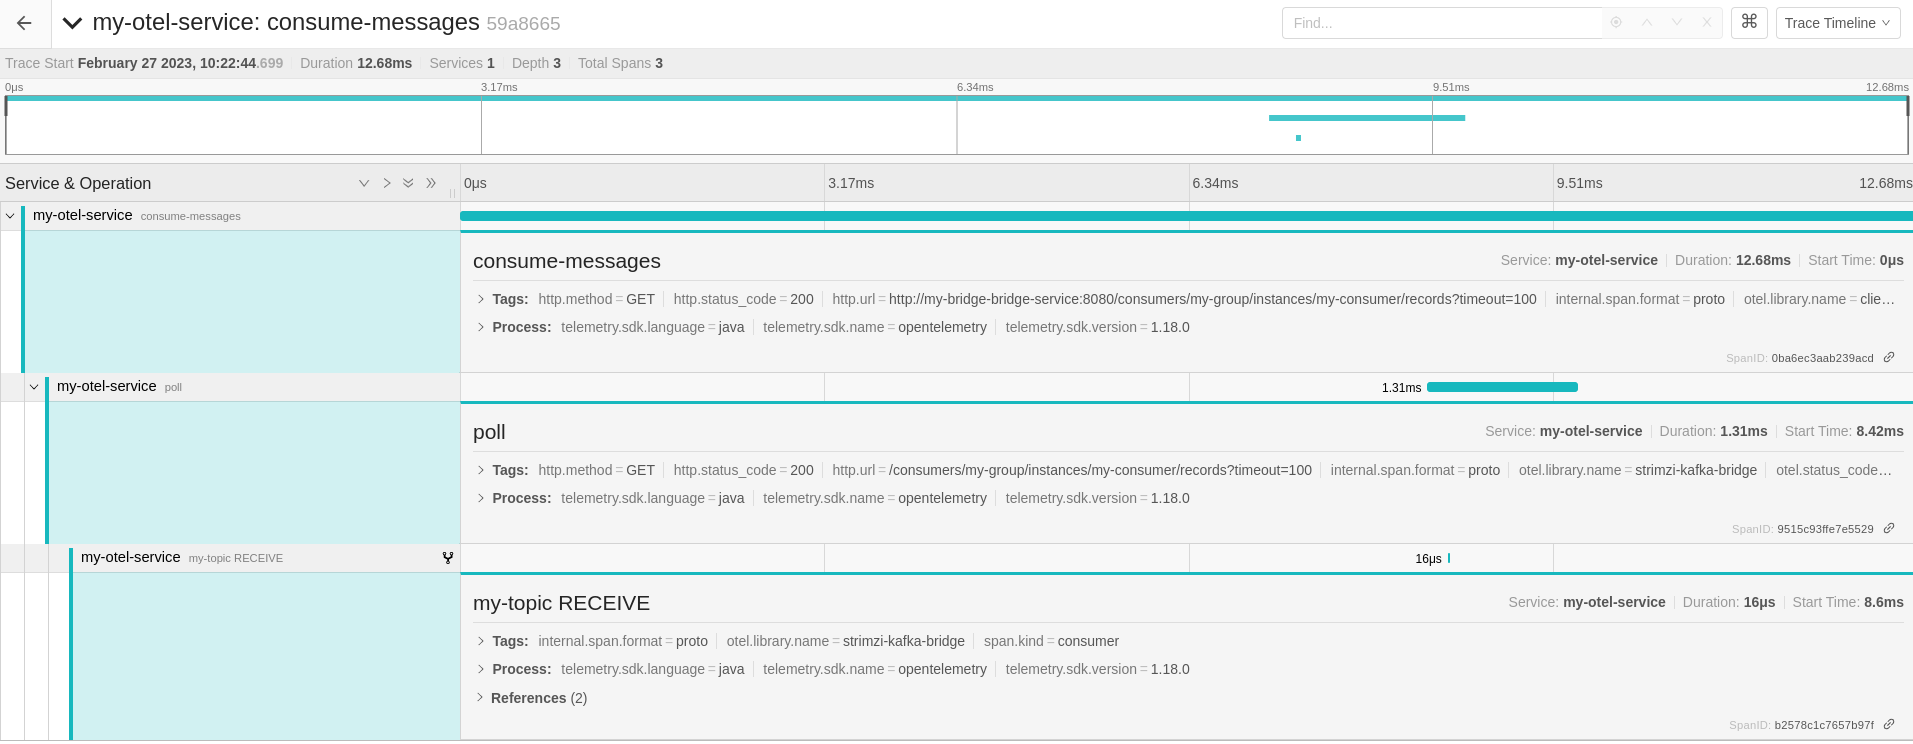 my-otel-service: consume-messages 59a8665
Find...
⌘
Trace Timeline
Trace Start February 27 2023, 10:22:44.699 Duration 12.68ms Services 1 Depth 3 Total Spans 3
0μs 3.17ms 6.34ms 9.51ms 12.68ms
Service & Operation
0μs 3.17ms 6.34ms 9.51ms 12.68ms
my-otel-service consume-messages
consume-messages
Service: my-otel-service Duration: 12.68ms Start Time: 0μs
Tags: http.method = GET http.status_code = 200 http.url = http://my-bridge-bridge-service:8080/consumers/my-group/instances/my-consumer/records?timeout=100 internal.span.format = proto otel.library.name = clie…
Process: telemetry.sdk.language = java telemetry.sdk.name = opentelemetry telemetry.sdk.version = 1.18.0
SpanID: 0ba6ec3aab239acd
my-otel-service poll
1.31ms
poll
Service: my-otel-service Duration: 1.31ms Start Time: 8.42ms
Tags: http.method = GET http.status_code = 200 http.url = /consumers/my-group/instances/my-consumer/records?timeout=100 internal.span.format = proto otel.library.name = strimzi-kafka-bridge otel.status_code…
Process: telemetry.sdk.language = java telemetry.sdk.name = opentelemetry telemetry.sdk.version = 1.18.0
SpanID: 9515c93ffe7e5529
my-otel-service my-topic RECEIVE
16μs
my-topic RECEIVE
Service: my-otel-service Duration: 16μs Start Time: 8.6ms
Tags: internal.span.format = proto otel.library.name = strimzi-kafka-bridge span.kind = consumer
Process: telemetry.sdk.language = java telemetry.sdk.name = opentelemetry telemetry.sdk.version = 1.18.0
References (2)
SpanID: b2578c1c7657b97f